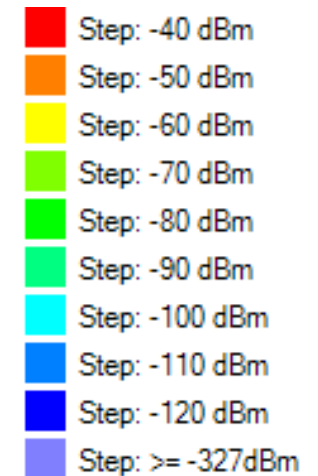 Step: -40 dBm
Step: -50 dBm
Step: -60 dBm
Step: -70 dBm
Step: -80 dBm
Step: -90 dBm
Step: -100 dBm
Step: -110 dBm
Step: -120 dBm
Step: >= -327dBm